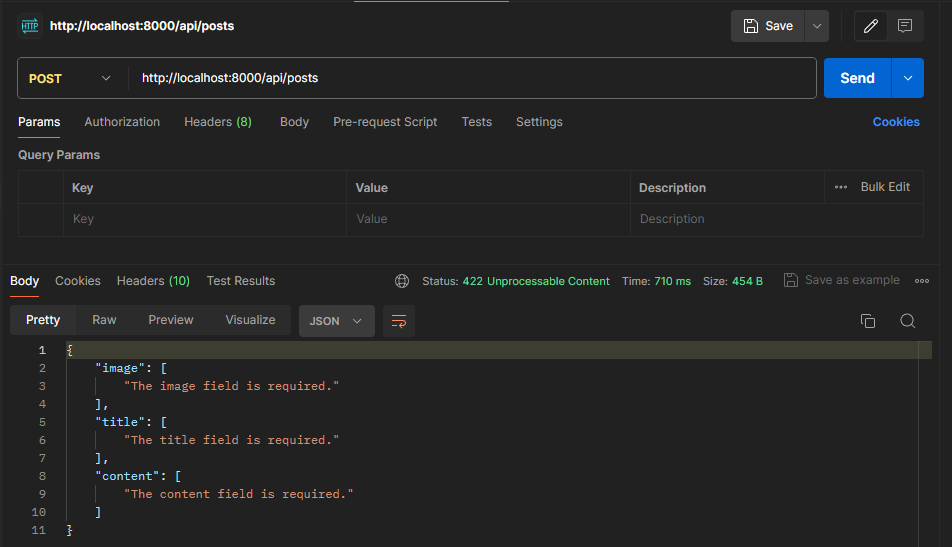 HTTP http://localhost:8000/api/posts Save
POST http://localhost:8000/api/posts Send
Params Authorization Headers (8) Body Pre-request Script Tests Settings Cookies
Query Params
Key Value Description ••• Bulk Edit
Key Value Description
Body Cookies Headers (10) Test Results Status: 422 Unprocessable Content Time: 710 ms Size: 454 B Save as example
Pretty Raw Preview Visualize JSON
1 {
2 "image": [
3 "The image field is required."
4 ],
5 "title": [
6 "The title field is required."
7 ],
8 "content": [
9 "The content field is required."
10 ]
11 }